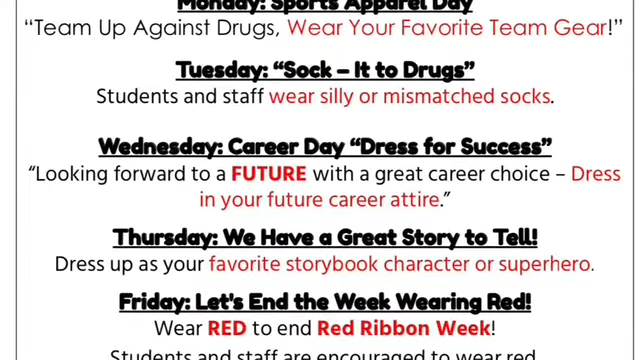 Monday: Sports Apparel Day
“Team Up Against Drugs, Wear Your Favorite Team Gear!”
Tuesday: “Sock – It to Drugs”
Students and staff wear silly or mismatched socks.
Wednesday: Career Day “Dress for Success”
“Looking forward to a FUTURE with a great career choice – Dress
in your future career attire.”
Thursday: We Have a Great Story to Tell!
Dress up as your favorite storybook character or superhero.
Friday: Let's End the Week Wearing Red!
Wear RED to end Red Ribbon Week!
Students and staff are encouraged to wear red